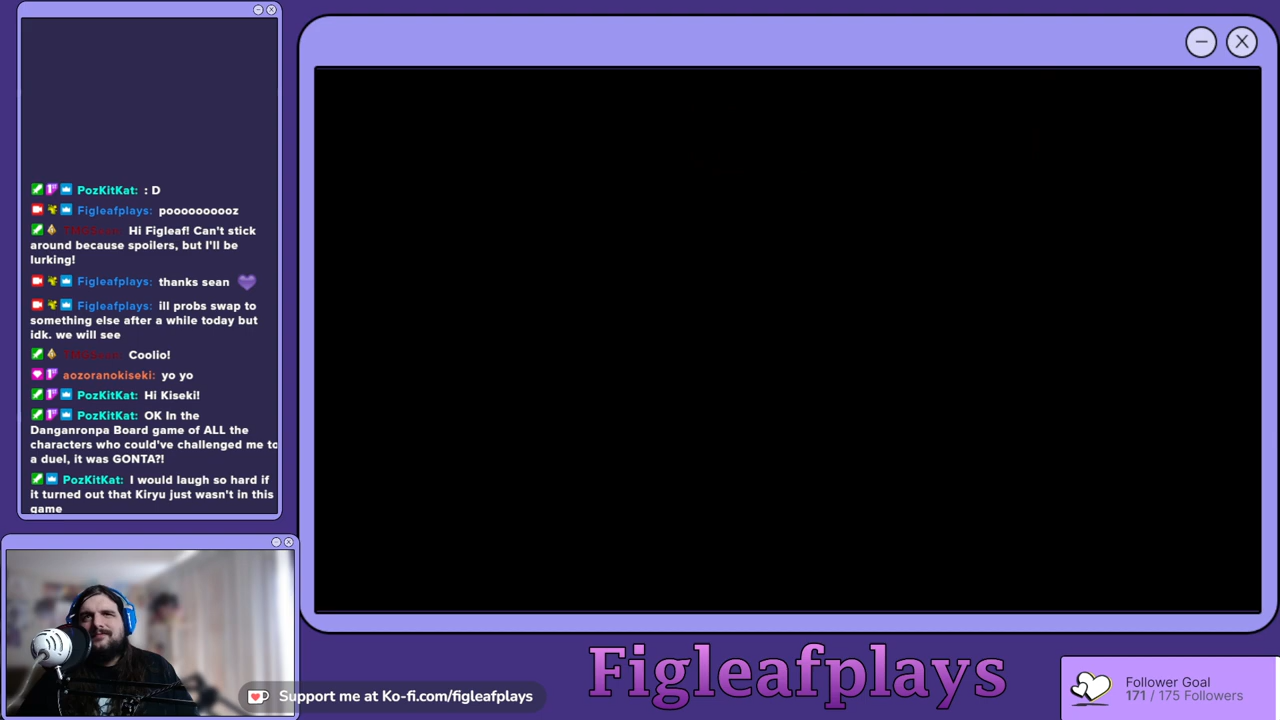 PozKitKat: : D
Figleafplays: poooooooooz
Hi Figleaf! Can't stick
around because spoilers, but I'll be
lurking!
Figleafplays: thanks sean
Figleafplays: ill probs swap to
something else after a while today but
idk. we will see
Coolio!
aozoranokiseki: yo yo
PozKitKat: Hi Kiseki!
PozKitKat: OK In the
Danganronpa Board game of ALL the
characters who could've challenged me to
a duel, it was GONTA?!
PozKitKat: I would laugh so hard if
it turned out that Kiryu just wasn't in this
game
Support me at Ko-fi.com/figleafplays
Figleafplays
Follower Goal
171 / 175 Followers